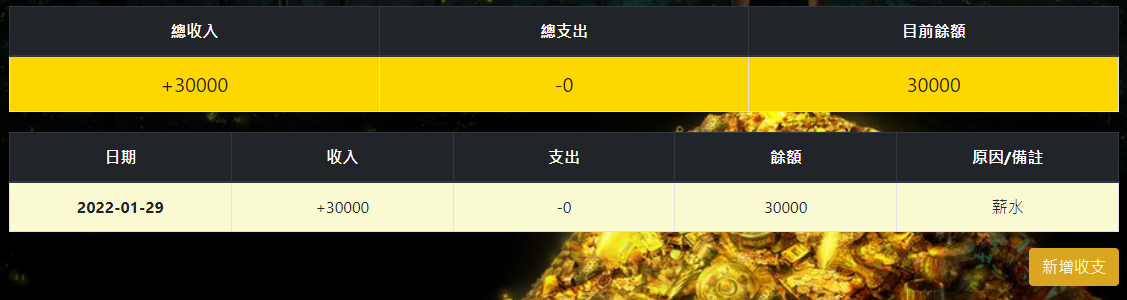 總收入 總支出 目前餘額
+30000 -0 30000
日期 收入 支出 餘額 原因/備註
2022-01-29 +30000 -0 30000 薪水
新增收支